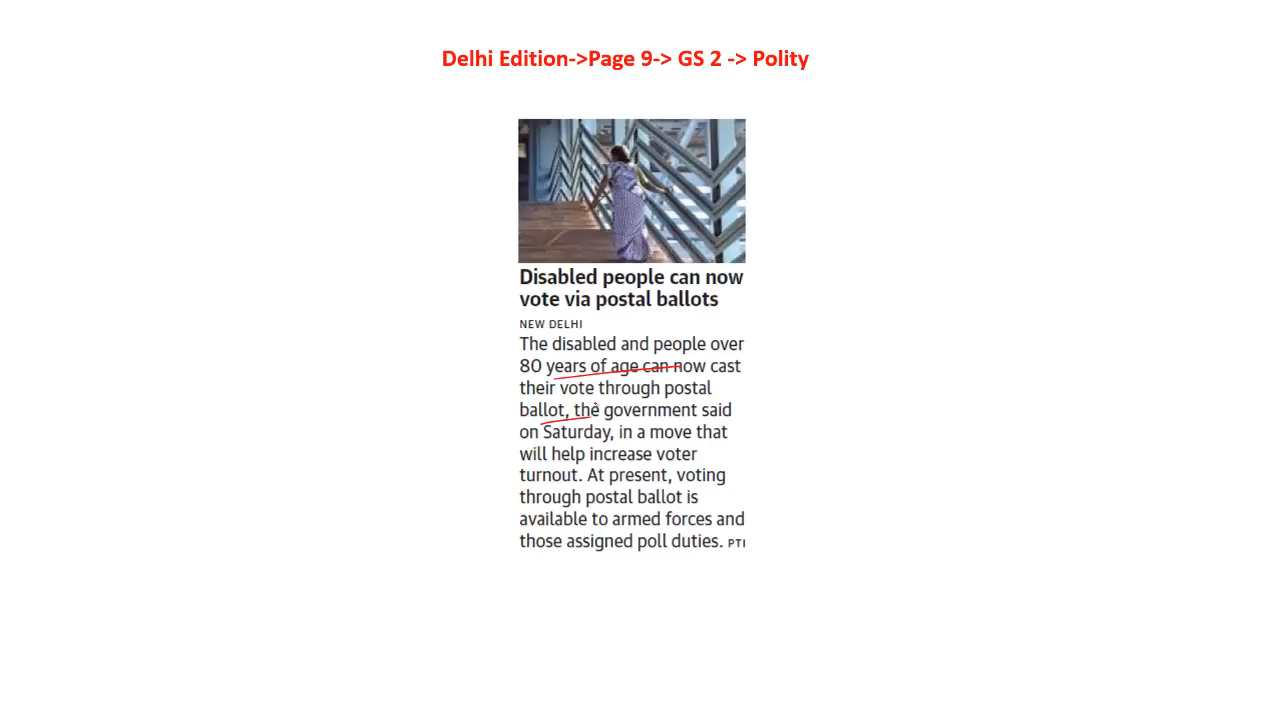 Delhi Edition->Page 9-> GS 2 -> Polity
Disabled people can now
vote via postal ballots
NEW DELHI
The disabled and people over
80 years of age can now cast
their vote through postal
ballot, the government said
on Saturday, in a move that
will help increase voter
turnout. At present, voting
through postal ballot is
available to armed forces and
those assigned poll duties. PTI